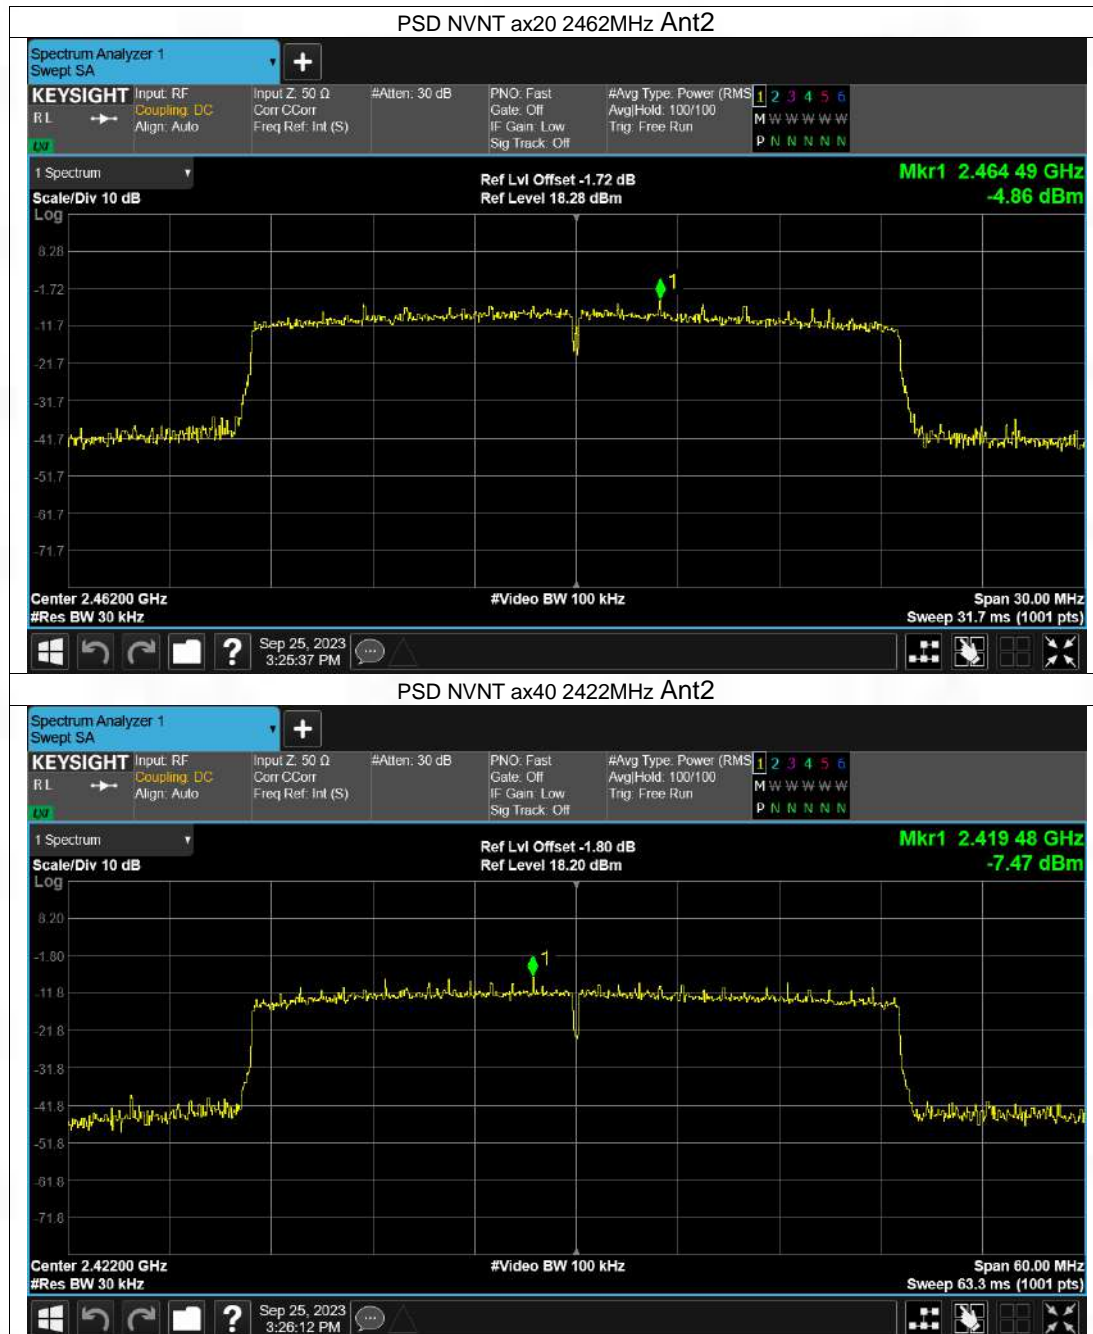 PSD NVNT ax20 2462MHz Ant2
Spectrum Analyzer 1
Swept SA
KEYSIGHT Input: RF Input Z: 50 Ω #Atten: 30 dB PNO: Fast #Avg Type: Power (RMS 1 2 3 4 5 6
Coupling: DC Corr CCorr Gate: Off Avg|Hold: 100/100
R L Align: Auto Freq Ref: Int (S) IF Gain: Low Trig: Free Run M W W W W W
LXI Sig Track: Off P N N N N N
1 Spectrum Ref Lvl Offset -1.72 dB Mkr1 2.464 49 GHz
Scale/Div 10 dB Ref Level 18.28 dBm -4.86 dBm
Log
8.28
1
-1.72
-11.7
-21.7
-31.7
-41.7
-51.7
-61.7
-71.7
Center 2.46200 GHz #Video BW 100 kHz Span 30.00 MHz
#Res BW 30 kHz Sweep 31.7 ms (1001 pts)
Sep 25, 2023
3:25:37 PM
PSD NVNT ax40 2422MHz Ant2
Spectrum Analyzer 1
Swept SA
KEYSIGHT Input: RF Input Z: 50 Ω #Atten: 30 dB PNO: Fast #Avg Type: Power (RMS 1 2 3 4 5 6
Coupling: DC Corr CCorr Gate: Off Avg|Hold: 100/100
R L Align: Auto Freq Ref: Int (S) IF Gain: Low Trig: Free Run M W W W W W
LXI Sig Track: Off P N N N N N
1 Spectrum Ref Lvl Offset -1.80 dB Mkr1 2.419 48 GHz
Scale/Div 10 dB Ref Level 18.20 dBm -7.47 dBm
Log
8.20
-1.80
1
-11.8
-21.8
-31.8
-41.8
-51.8
-61.8
-71.8
Center 2.42200 GHz #Video BW 100 kHz Span 60.00 MHz
#Res BW 30 kHz Sweep 63.3 ms (1001 pts)
Sep 25, 2023
3:26:12 PM